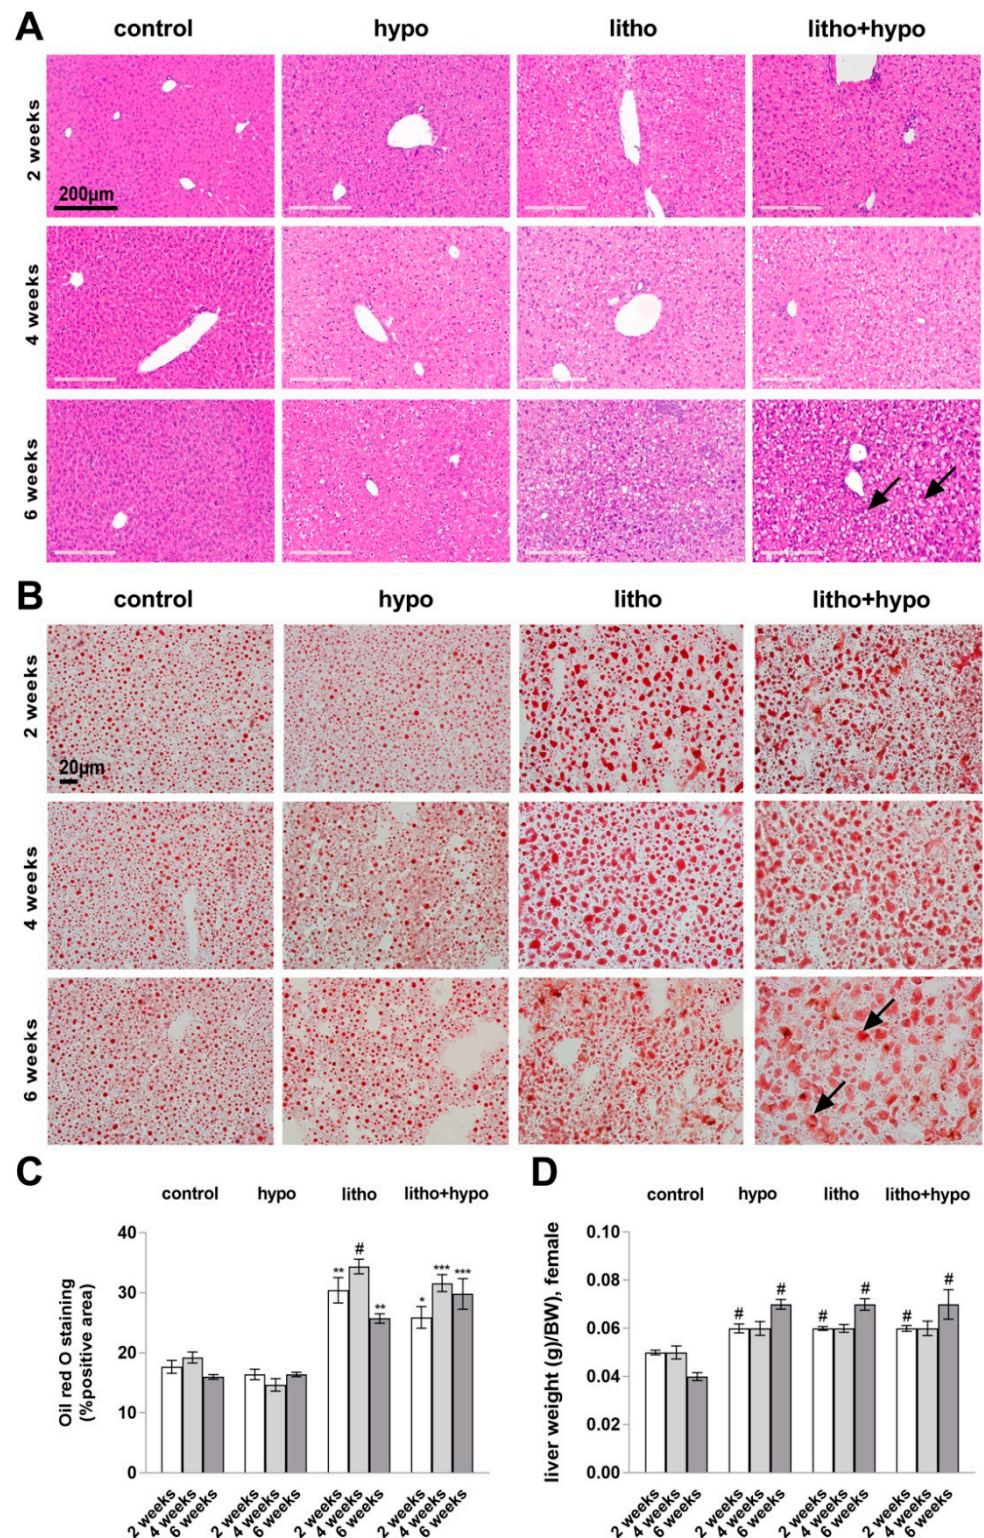 A
control hypo litho litho+hypo
2 weeks
200µm
4 weeks
6 weeks
B
control hypo litho litho+hypo
2 weeks
20µm
4 weeks
6 weeks
C
control hypo litho litho+hypo
Oil red O staining
(%positive area)
40
30
20
10
0
** # **
* *** ***
2 weeks 4 weeks 6 weeks 2 weeks 4 weeks 6 weeks 2 weeks 4 weeks 6 weeks 2 weeks 4 weeks 6 weeks
D
control hypo litho litho+hypo
liver weight (g)/BW), female
0.10
0.08
0.06
0.04
0.02
0.00
# # # # # #
2 weeks 4 weeks 6 weeks 2 weeks 4 weeks 6 weeks 2 weeks 4 weeks 6 weeks 2 weeks 4 weeks 6 weeks